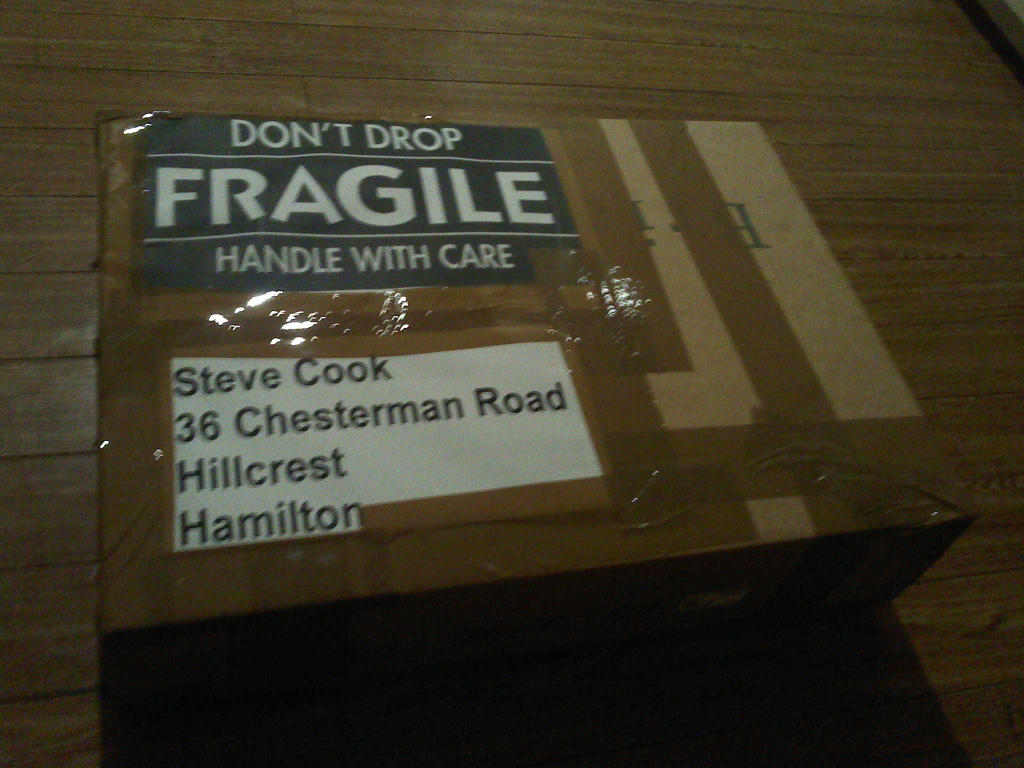 DON'T DROP
FRAGILE
HANDLE WITH CARE
Steve Cook
36 Chesterman Road
Hillcrest
Hamilton